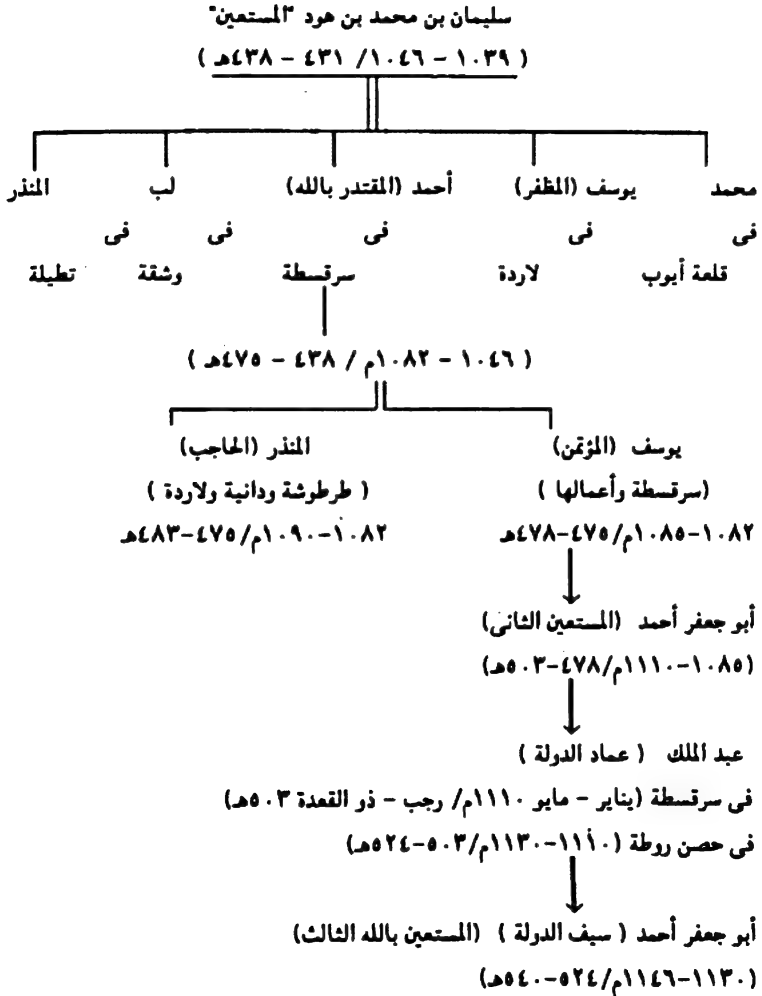 سليمان بن محمد بن هود "المستعين"
( ١٠٣٩ - ١٠٤٦ / ٤٣١ - ٤٣٨هـ )
محمد يوسف (المظفر) أحمد (المقتدر بالله) لب المنذر
فى فى فى فى فى
قلعة أيوب لاردة سرقسطة وشقة تطيلة
( ١٠٤٦ - ١٠٨٢م / ٤٣٨ - ٤٧٥هـ )
يوسف (المؤتمن) المنذر (الحاجب)
(سرقسطة وأعمالها ) ( طرطوشة ودانية ولاردة )
١٠٨٢-١٠٨٥م/٤٧٥-٤٧٨هـ ١٠٨٢-١٠٩٠م/٤٧٥-٤٨٣هـ
أبو جعفر أحمد (المستعين الثانى)
(١٠٨٥-١١١٠م/٤٧٨-٥٠٣هـ)
عبد الملك ( عماد الدولة )
فى سرقسطة (يناير - مايو ١١١٠م/ رجب - ذو القعدة ٥٠٣هـ)
فى حصن روطة (١١١٠-١١٣٠م/٥٠٣-٥٢٤هـ)
أبو جعفر أحمد ( سيف الدولة ) (المستعين بالله الثالث)
(١١٣٠-١١٤٦م/٥٢٤-٥٤٠هـ)